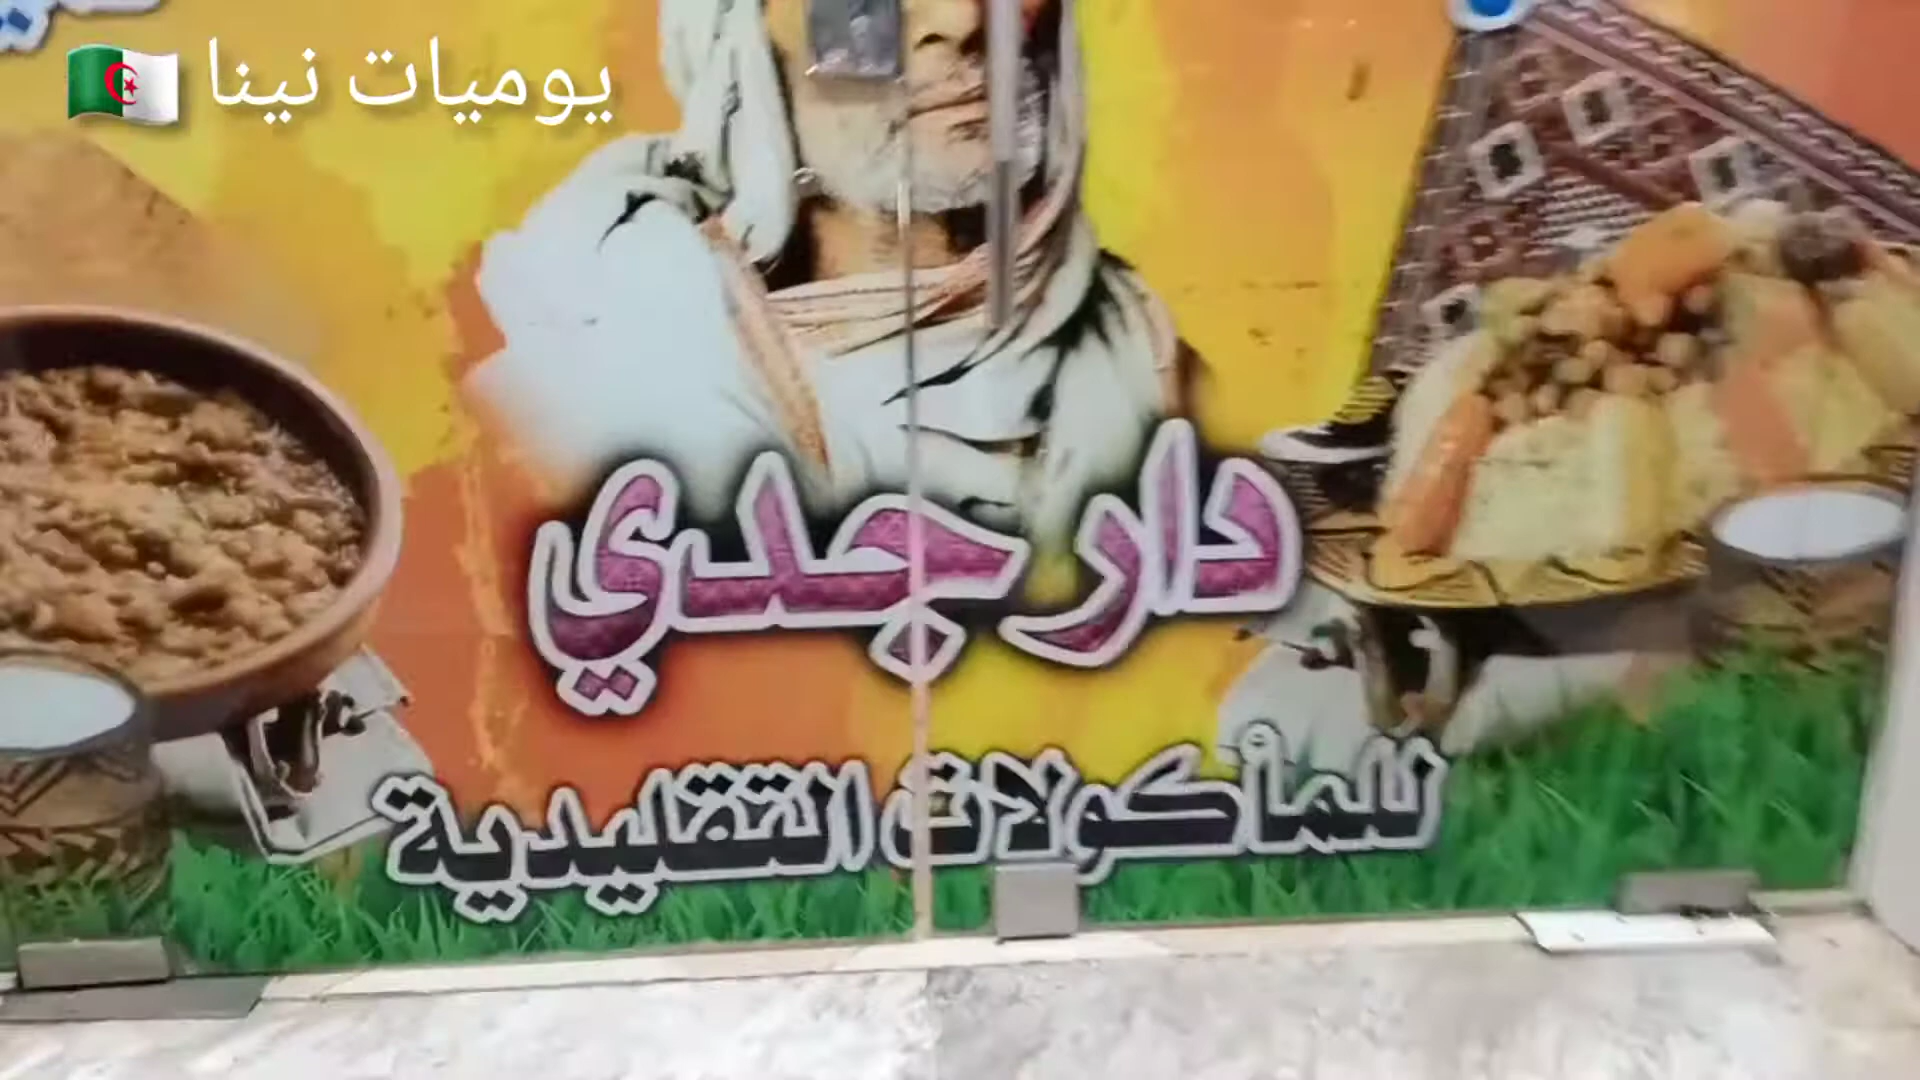 يوميات نينا
دار جدي
للمأكولات التقليدية